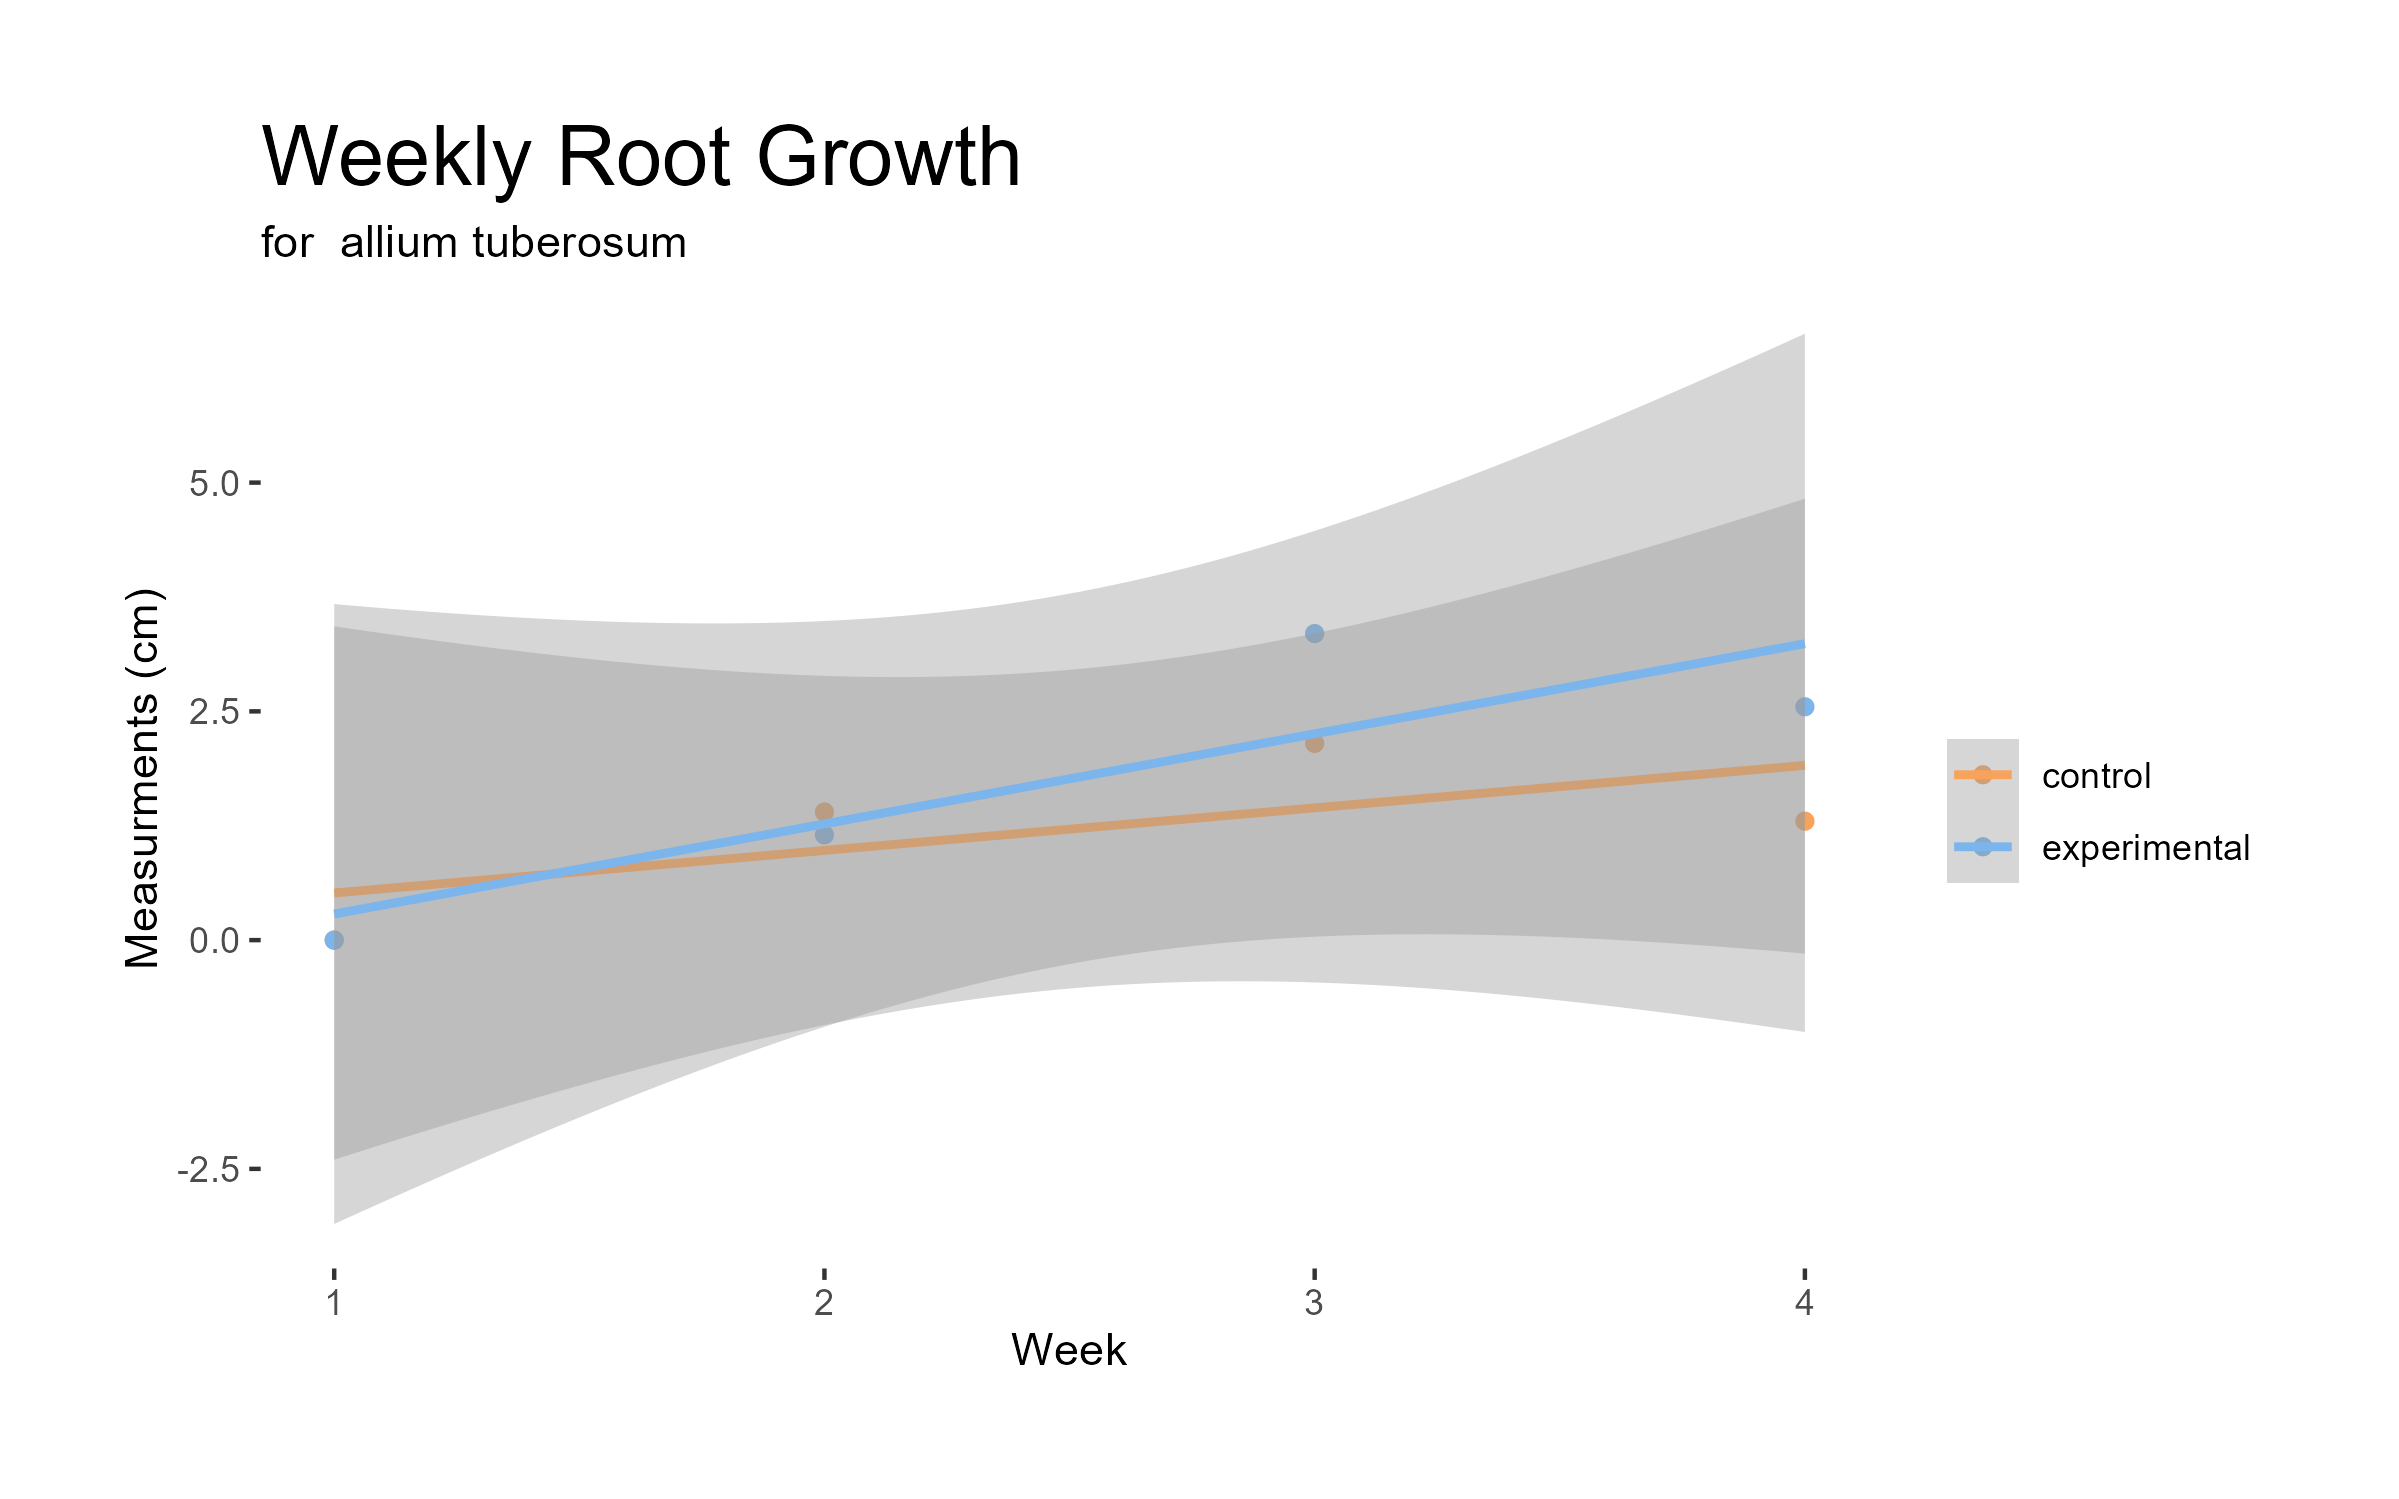 Weekly Root Growth
for  allium tuberosum
Measurments (cm)
5.0
2.5
0.0
-2.5
1 2 3 4
Week
control
experimental